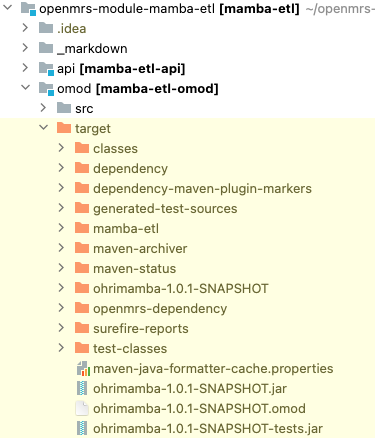 openmrs-module-mamba-etl [mamba-etl] ~/openmrs-
.idea
_markdown
api [mamba-etl-api]
omod [mamba-etl-omod]
src
target
classes
dependency
dependency-maven-plugin-markers
generated-test-sources
mamba-etl
maven-archiver
maven-status
ohrimamba-1.0.1-SNAPSHOT
openmrs-dependency
surefire-reports
test-classes
maven-java-formatter-cache.properties
ohrimamba-1.0.1-SNAPSHOT.jar
ohrimamba-1.0.1-SNAPSHOT.omod
ohrimamba-1.0.1-SNAPSHOT-tests.jar